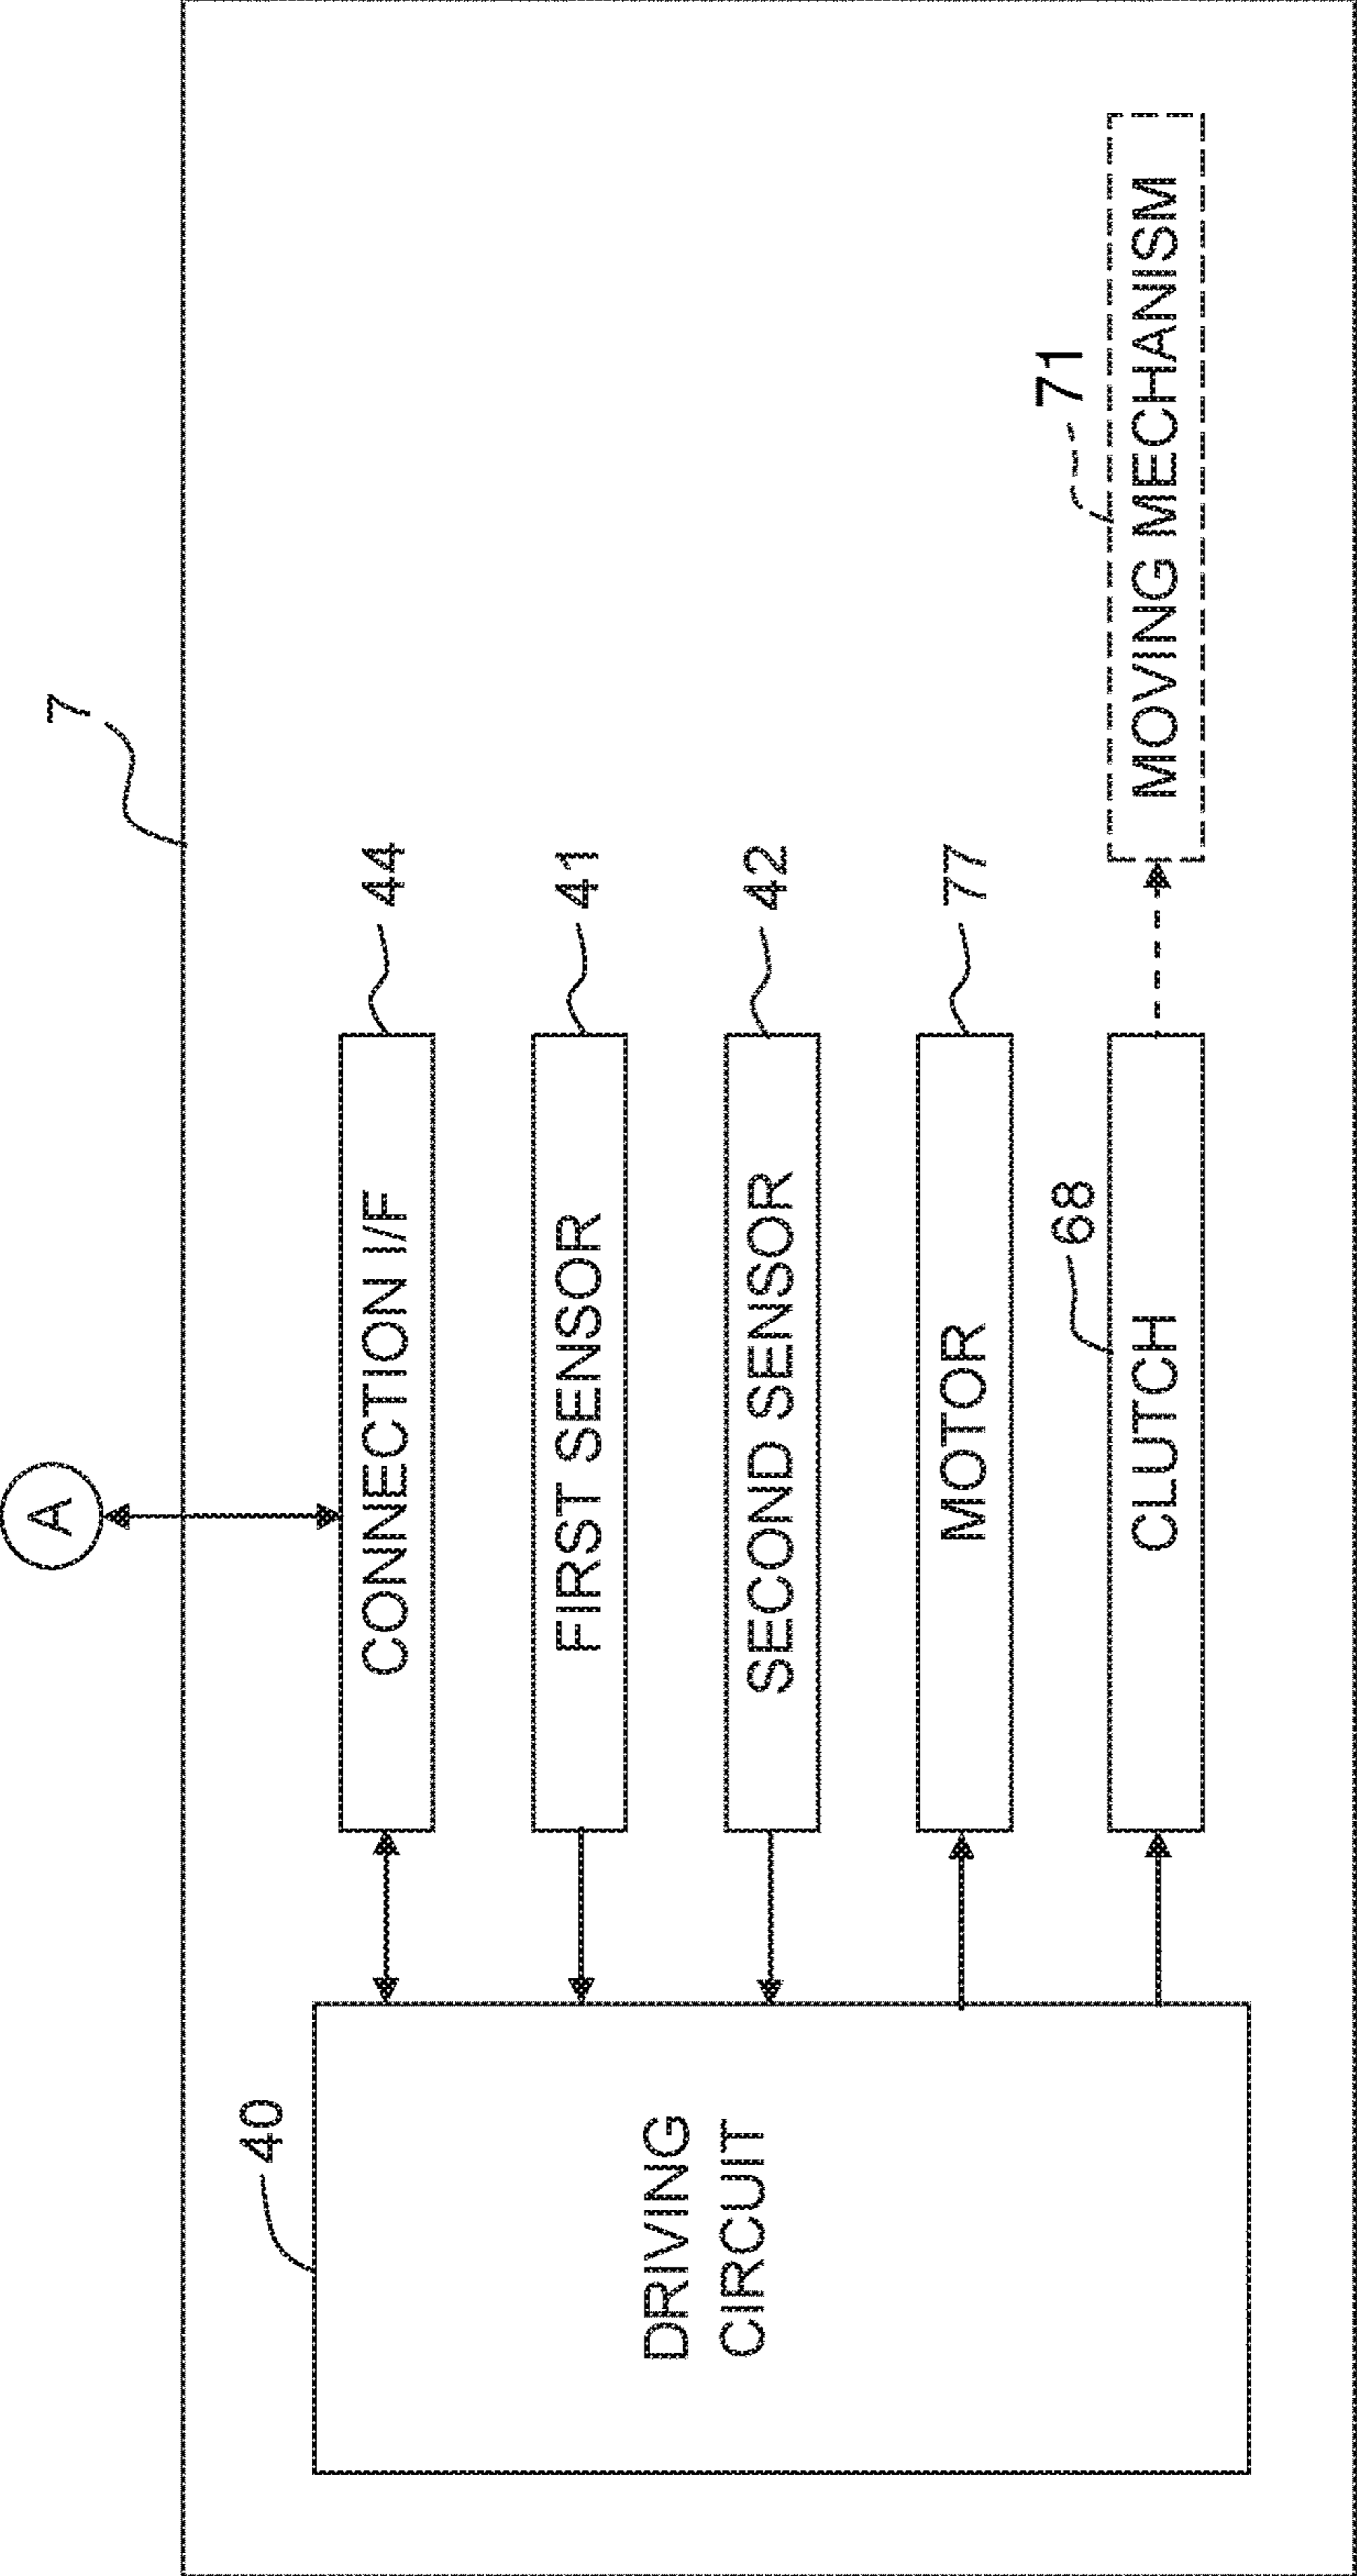 A
7
40
DRIVING
CIRCUIT
CONNECTION I/F
44
FIRST SENSOR
41
SECOND SENSOR
42
MOTOR
77
CLUTCH
68
MOVING MECHANISM
71